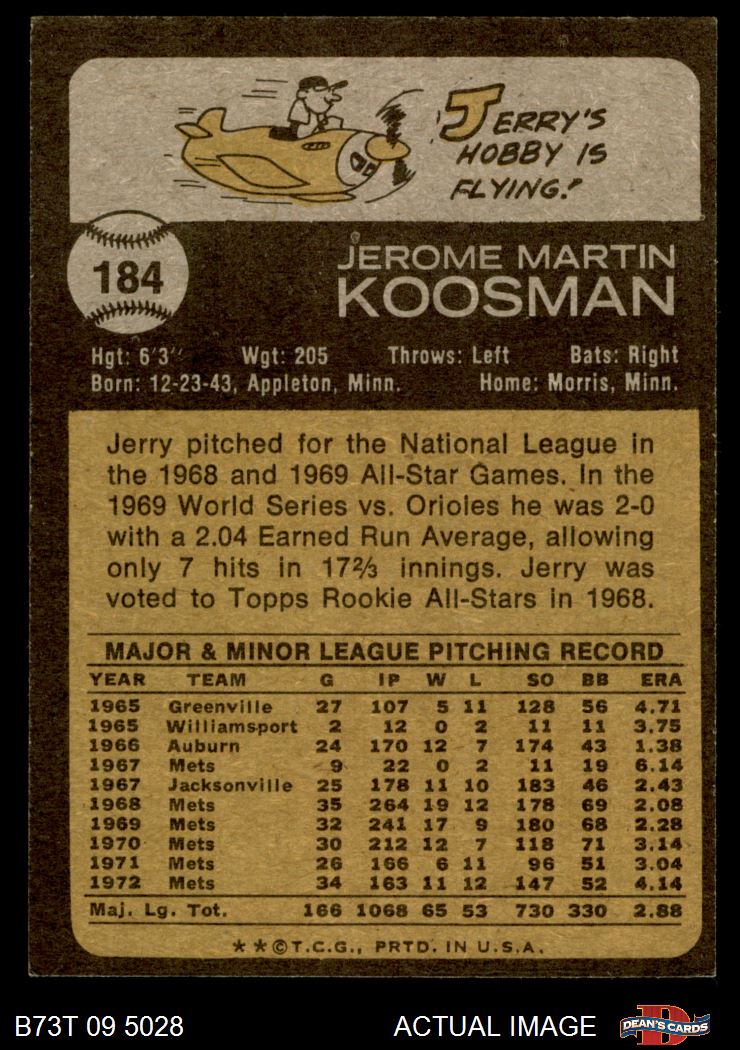 JERRY'S
HOBBY IS
FLYING!
184
JEROME MARTIN
KOOSMAN
Hgt: 6'3" Wgt: 205 Throws: Left Bats: Right
Born: 12-23-43, Appleton, Minn. Home: Morris, Minn.
Jerry pitched for the National League in
the 1968 and 1969 All-Star Games. In the
1969 World Series vs. Orioles he was 2-0
with a 2.04 Earned Run Average, allowing
only 7 hits in 17⅔ innings. Jerry was
voted to Topps Rookie All-Stars in 1968.
MAJOR & MINOR LEAGUE PITCHING RECORD
YEAR TEAM G IP W L SO BB ERA
1965 Greenville 27 107 5 11 128 56 4.71
1965 Williamsport 2 12 0 2 11 11 3.75
1966 Auburn 24 170 12 7 174 43 1.38
1967 Mets 9 22 0 2 11 19 6.14
1967 Jacksonville 25 178 11 10 183 46 2.43
1968 Mets 35 264 19 12 178 69 2.08
1969 Mets 32 241 17 9 180 68 2.28
1970 Mets 30 212 12 7 118 71 3.14
1971 Mets 26 166 6 11 96 51 3.04
1972 Mets 34 163 11 12 147 52 4.14
Maj. Lg. Tot. 166 1068 65 53 730 330 2.88
**©T.C.G., PRTD. IN U.S.A.
B73T 09 5028 ACTUAL IMAGE DEAN'S CARDS